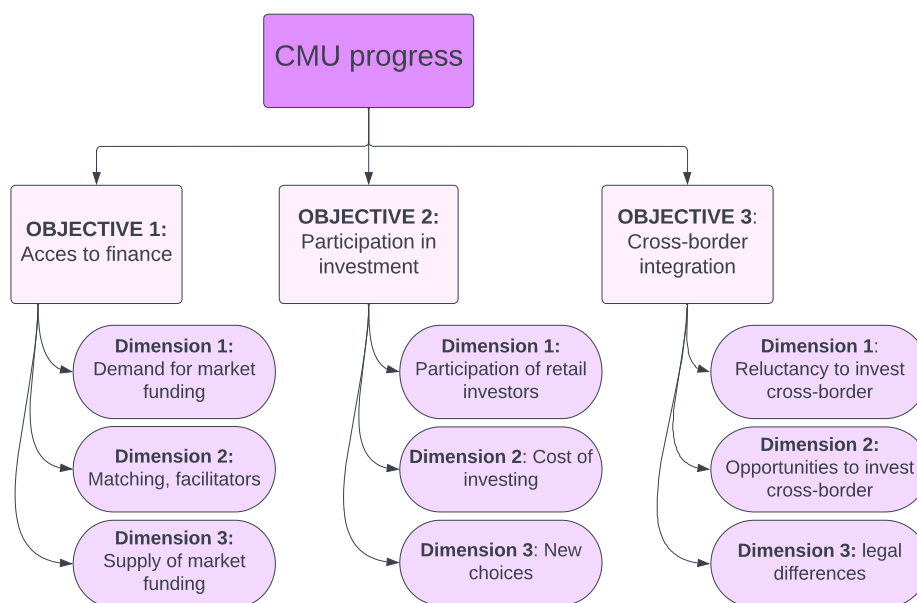 CMU progress
OBJECTIVE 1:
Acces to finance
OBJECTIVE 2:
Participation in
investment
OBJECTIVE 3:
Cross-border
integration
Dimension 1:
Demand for market
funding
Dimension 2:
Matching, facilitators
Dimension 3:
Supply of market
funding
Dimension 1:
Participation of retail
investors
Dimension 2: Cost of
investing
Dimension 3: New
choices
Dimension 1:
Reluctancy to invest
cross-border
Dimension 2:
Opportunities to invest
cross-border
Dimension 3: legal
differences